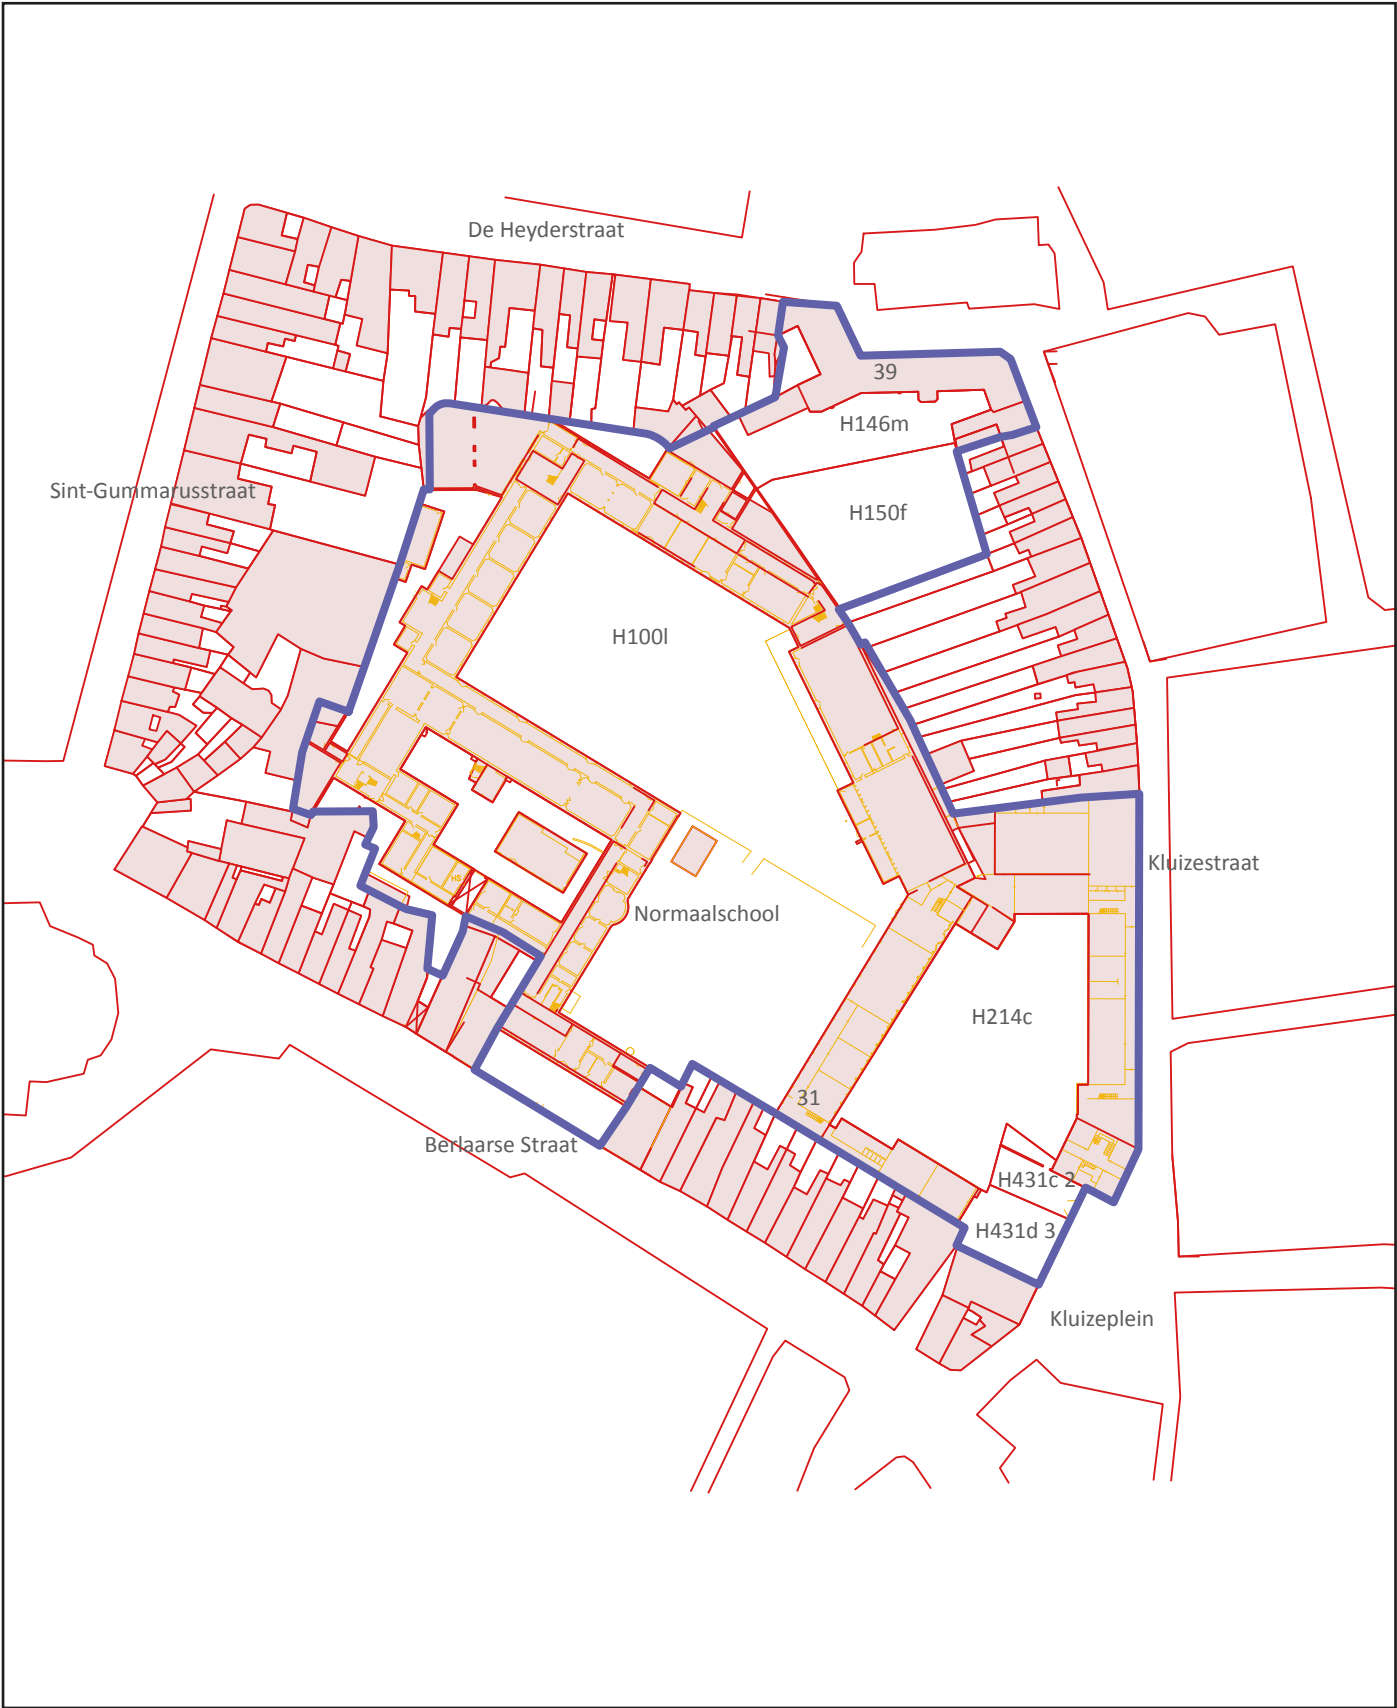 De Heyderstraat
39
H146m
Sint-Gummarusstraat
H150f
H100l
Kluizestraat
HS
Normaalschool
H214c
31
Berlaarse Straat
H431c 2
H431d 3
Kluizeplein